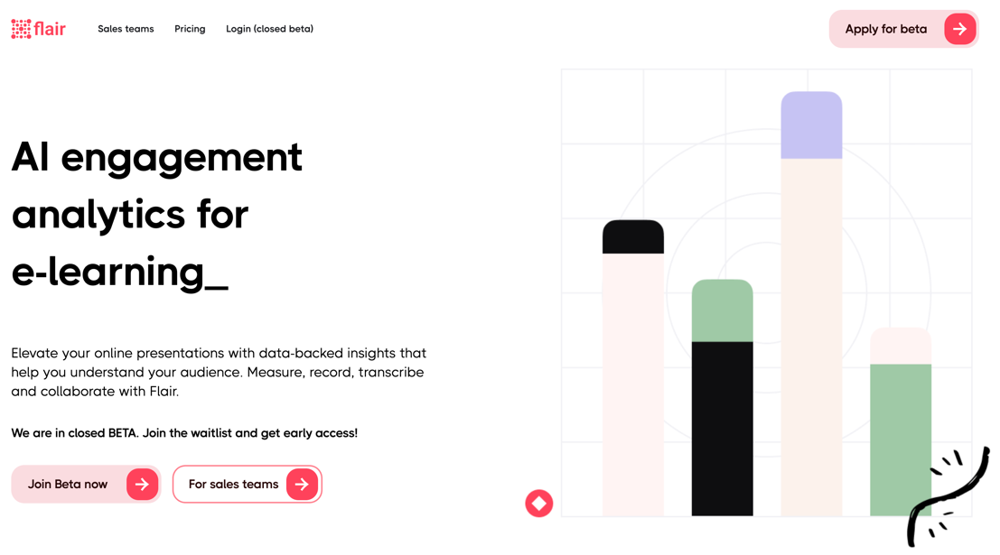 flair
Sales teams
Pricing
Login (closed beta)
Apply for beta
AI engagement
analytics for
e-learning_
Elevate your online presentations with data-backed insights that
help you understand your audience. Measure, record, transcribe
and collaborate with Flair.
We are in closed BETA. Join the waitlist and get early access!
Join Beta now
For sales teams